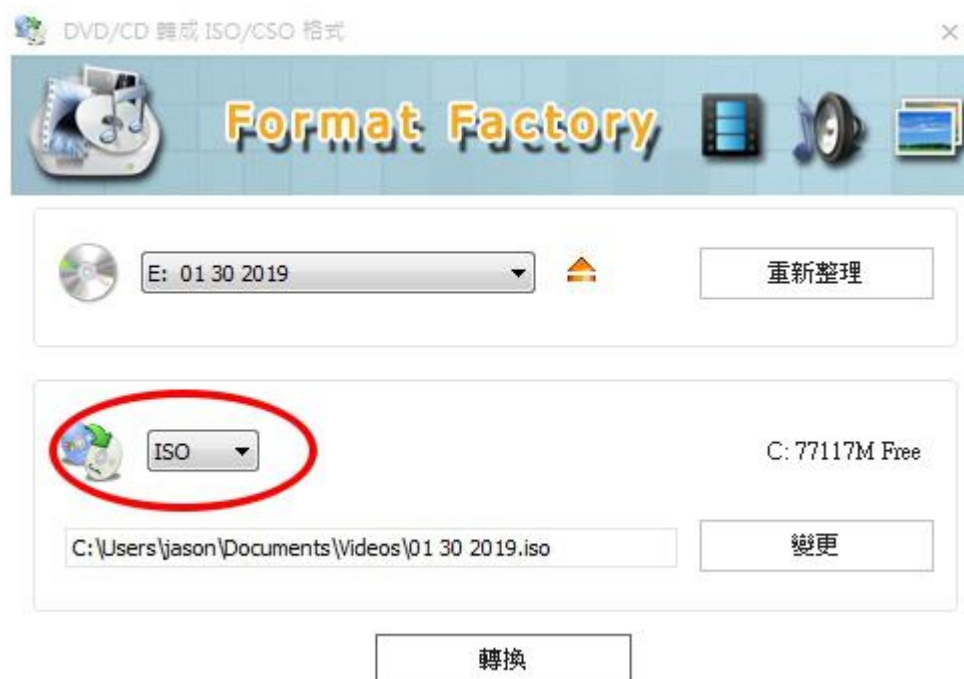 DVD/CD 轉成 ISO/CSO 格式
Format Factory
E: 01 30 2019
重新整理
ISO
C: 77117M Free
C:\Users\jason\Documents\Videos\01 30 2019.iso
變更
轉換